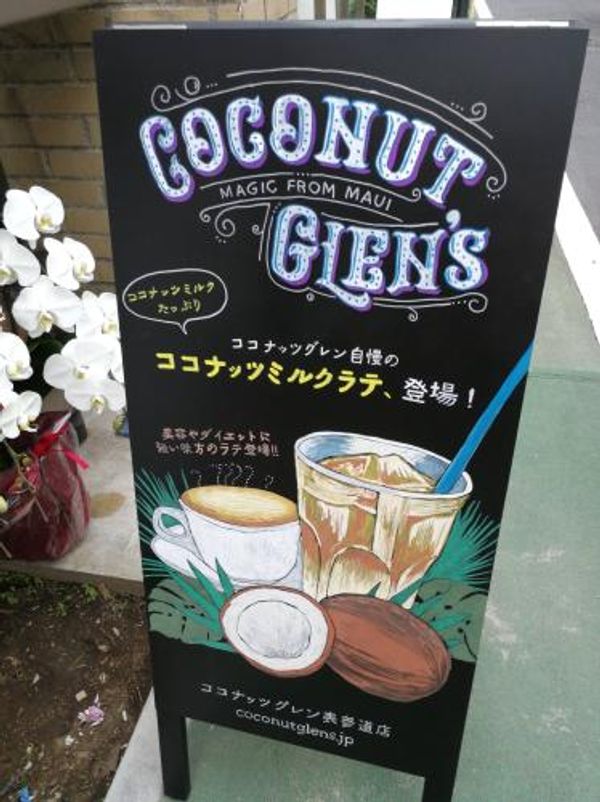 COCONUT
MAGIC FROM MAUI
GLEN'S
ココナッツミルク
たっぷり
ココナッツグレン自慢の
ココナッツミルクラテ、登場!
美容やダイエットに
強い味方のラテ登場!!
ココナッツグレン表参道店
coconutglens.jp